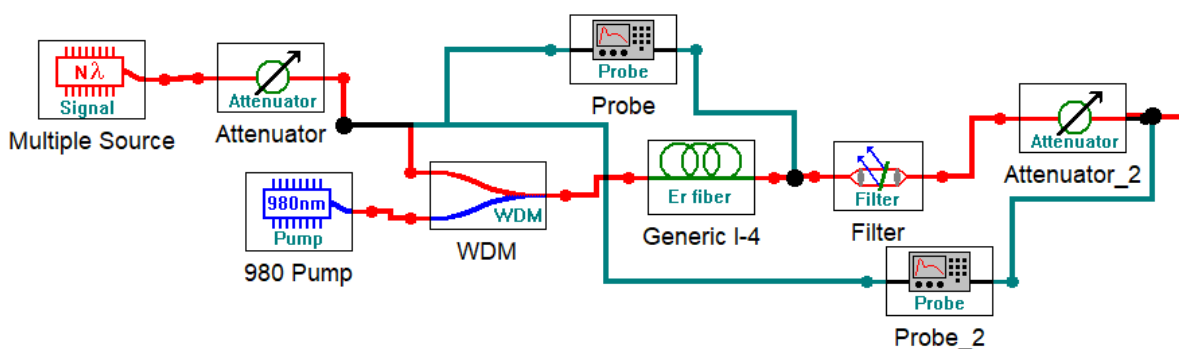 Nλ
Signal
Multiple Source
Attenuator
Attenuator
Probe
Probe
980nm
Pump
980 Pump
WDM
WDM
Er fiber
Generic I-4
Filter
Filter
Attenuator
Attenuator_2
Probe
Probe_2